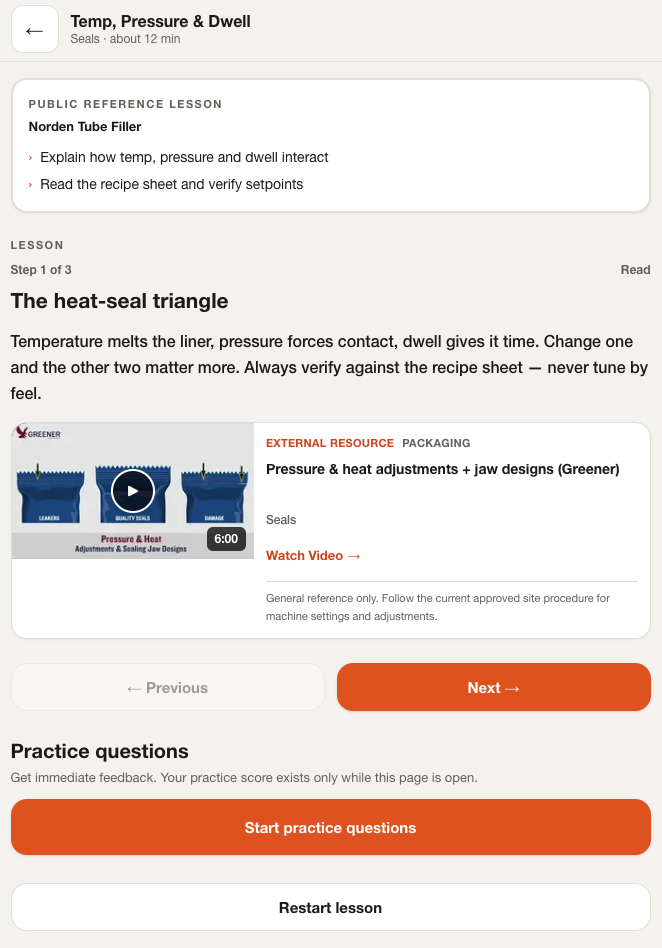 ←
Temp, Pressure & Dwell
Seals · about 12 min
PUBLIC REFERENCE LESSON
Norden Tube Filler
› Explain how temp, pressure and dwell interact
› Read the recipe sheet and verify setpoints
LESSON
Step 1 of 3
Read
The heat-seal triangle
Temperature melts the liner, pressure forces contact, dwell gives it time. Change one
and the other two matter more. Always verify against the recipe sheet — never tune by
feel.
GREENER
LEAKERS
QUALITY SEALS
DAMAGE
6:00
Pressure & Heat
Adjustments & Sealing Jaw Designs
EXTERNAL RESOURCE PACKAGING
Pressure & heat adjustments + jaw designs (Greener)
Seals
Watch Video →
General reference only. Follow the current approved site procedure for
machine settings and adjustments.
← Previous
Next →
Practice questions
Get immediate feedback. Your practice score exists only while this page is open.
Start practice questions
Restart lesson